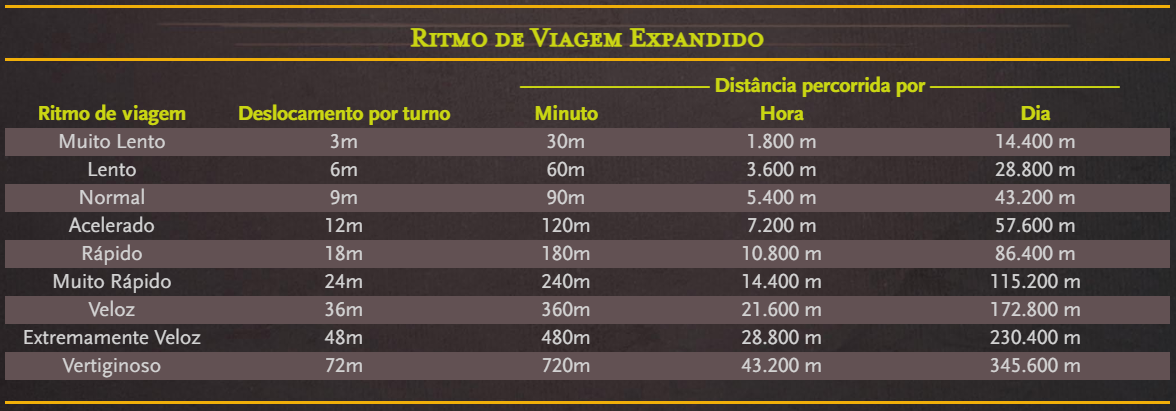 Ritmo de Viagem Expandido
Distância percorrida por
Ritmo de viagem Deslocamento por turno Minuto Hora Dia
Muito Lento 3m 30m 1.800 m 14.400 m
Lento 6m 60m 3.600 m 28.800 m
Normal 9m 90m 5.400 m 43.200 m
Acelerado 12m 120m 7.200 m 57.600 m
Rápido 18m 180m 10.800 m 86.400 m
Muito Rápido 24m 240m 14.400 m 115.200 m
Veloz 36m 360m 21.600 m 172.800 m
Extremamente Veloz 48m 480m 28.800 m 230.400 m
Vertiginoso 72m 720m 43.200 m 345.600 m